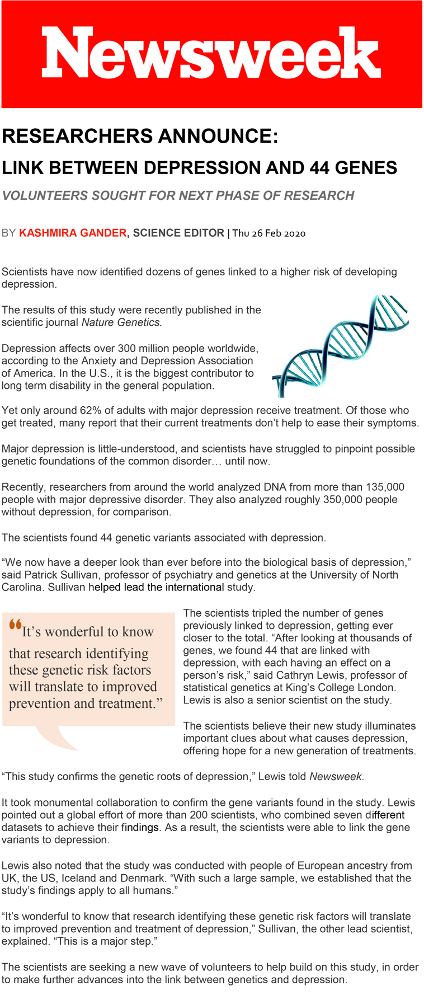 Newsweek
RESEARCHERS ANNOUNCE:
LINK BETWEEN DEPRESSION AND 44 GENES
VOLUNTEERS SOUGHT FOR NEXT PHASE OF RESEARCH
BY KASHMIRA GANDER, SCIENCE EDITOR | Thu 26 Feb 2020
Scientists have now identified dozens of genes linked to a higher risk of developing
depression.
The results of this study were recently published in the
scientific journal Nature Genetics.
Depression affects over 300 million people worldwide,
according to the Anxiety and Depression Association
of America. In the U.S., it is the biggest contributor to
long term disability in the general population.
Yet only around 62% of adults with major depression receive treatment. Of those who
get treated, many report that their current treatments don’t help to ease their symptoms.
Major depression is little-understood, and scientists have struggled to pinpoint possible
genetic foundations of the common disorder… until now.
Recently, researchers from around the world analyzed DNA from more than 135,000
people with major depressive disorder. They also analyzed roughly 350,000 people
without depression, for comparison.
The scientists found 44 genetic variants associated with depression.
“We now have a deeper look than ever before into the biological basis of depression,”
said Patrick Sullivan, professor of psychiatry and genetics at the University of North
Carolina. Sullivan helped lead the international study.
“It’s wonderful to know
that research identifying
these genetic risk factors
will translate to improved
prevention and treatment.”
The scientists tripled the number of genes
previously linked to depression, getting ever
closer to the total. “After looking at thousands of
genes, we found 44 that are linked with
depression, with each having an effect on a
person’s risk,” said Cathryn Lewis, professor of
statistical genetics at King’s College London.
Lewis is also a senior scientist on the study.
The scientists believe their new study illuminates
important clues about what causes depression,
offering hope for a new generation of treatments.
“This study confirms the genetic roots of depression,” Lewis told Newsweek.
It took monumental collaboration to confirm the gene variants found in the study. Lewis
pointed out a global effort of more than 200 scientists, who combined seven different
datasets to achieve their findings. As a result, the scientists were able to link the gene
variants to depression.
Lewis also noted that the study was conducted with people of European ancestry from
UK, the US, Iceland and Denmark. “With such a large sample, we established that the
study’s findings apply to all humans.”
“It’s wonderful to know that research identifying these genetic risk factors will translate
to improved prevention and treatment of depression,” Sullivan, the other lead scientist,
explained. “This is a major step.”
The scientists are seeking a new wave of volunteers to help build on this study, in order
to make further advances into the link between genetics and depression.